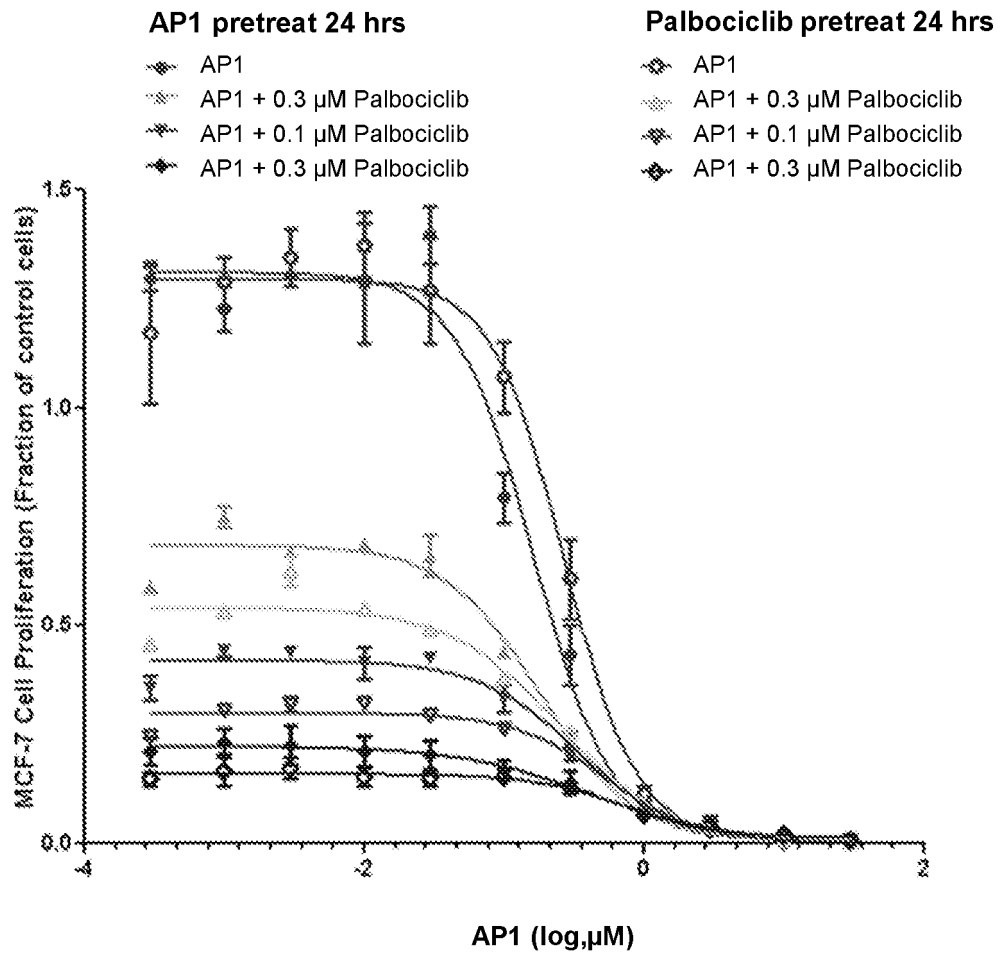 AP1 pretreat 24 hrs
AP1
AP1 + 0.3 µM Palbociclib
AP1 + 0.1 µM Palbociclib
AP1 + 0.3 µM Palbociclib
Palbociclib pretreat 24 hrs
AP1
AP1 + 0.3 µM Palbociclib
AP1 + 0.1 µM Palbociclib
AP1 + 0.3 µM Palbociclib
MCF-7 Cell Proliferation (Fraction of control cells)
1.5
1.0
0.5
0.0
-4
-2
0
2
AP1 (log,µM)